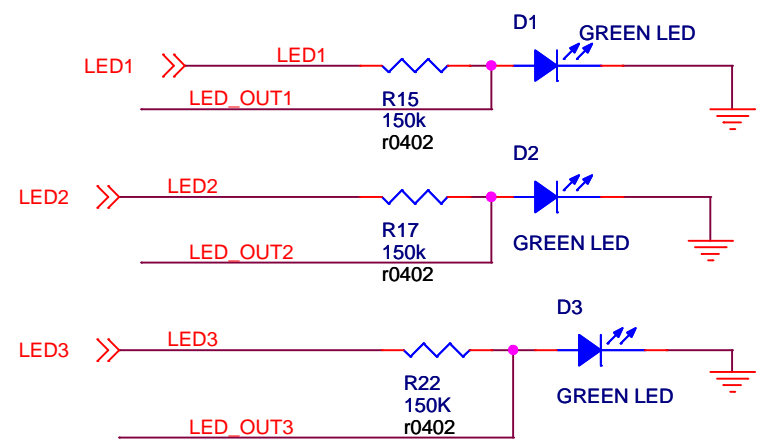 D1
GREEN LED
LED1
LED1
LED_OUT1
R15
150k
r0402
D2
LED2
LED2
R17
GREEN LED
LED_OUT2
150k
r0402
D3
LED3
LED3
R22
GREEN LED
150K
LED_OUT3
r0402